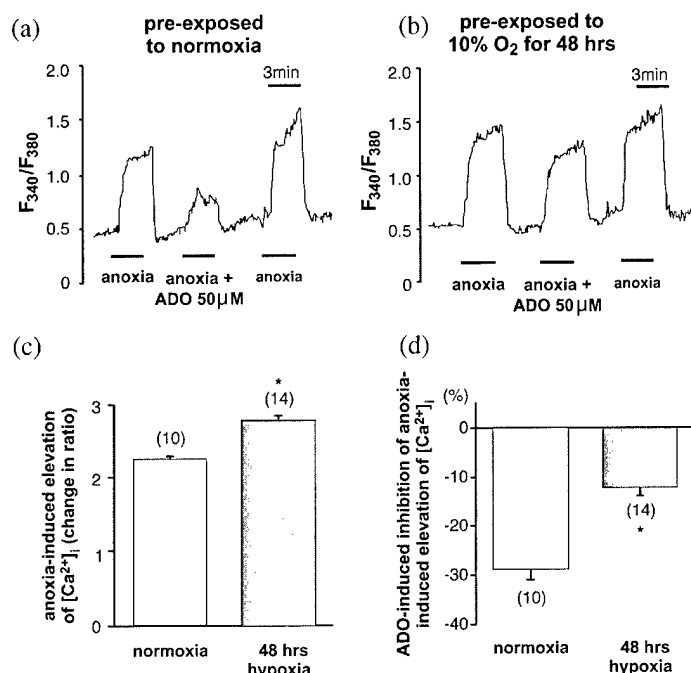 (a)
pre-exposed
to normoxia
3min
2.0
1.5
1.0
0.5
0
F340/F380
anoxia
anoxia +
ADO 50µM
anoxia
(b)
pre-exposed to
10% O2 for 48 hrs
3min
2.0
1.5
1.0
0.5
0
F340/F380
anoxia
anoxia +
ADO 50µM
anoxia
(c)
anoxia-induced elevation
of [Ca2+]i (change in ratio)
3
2
1
0
(10)
*
(14)
normoxia
48 hrs
hypoxia
(d)
(%)
ADO-induced inhibition of anoxia-
induced elevation of [Ca2+]i
0
-10
-20
-30
-40
(10)
(14)
*
normoxia
48 hrs
hypoxia